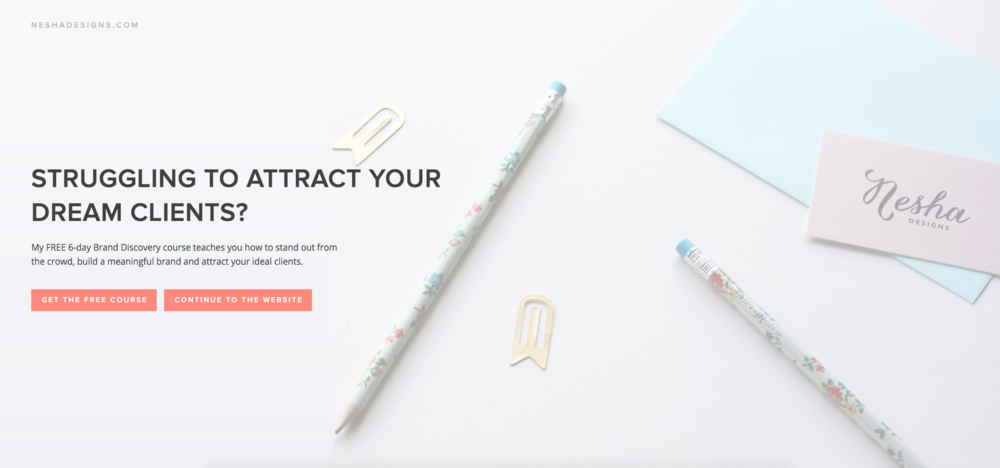 NESHADESIGNS.COM
STRUGGLING TO ATTRACT YOUR
DREAM CLIENTS?
My FREE 6-day Brand Discovery course teaches you how to stand out from
the crowd, build a meaningful brand and attract your ideal clients.
GET THE FREE COURSE
CONTINUE TO THE WEBSITE
Nesha
DESIGNS